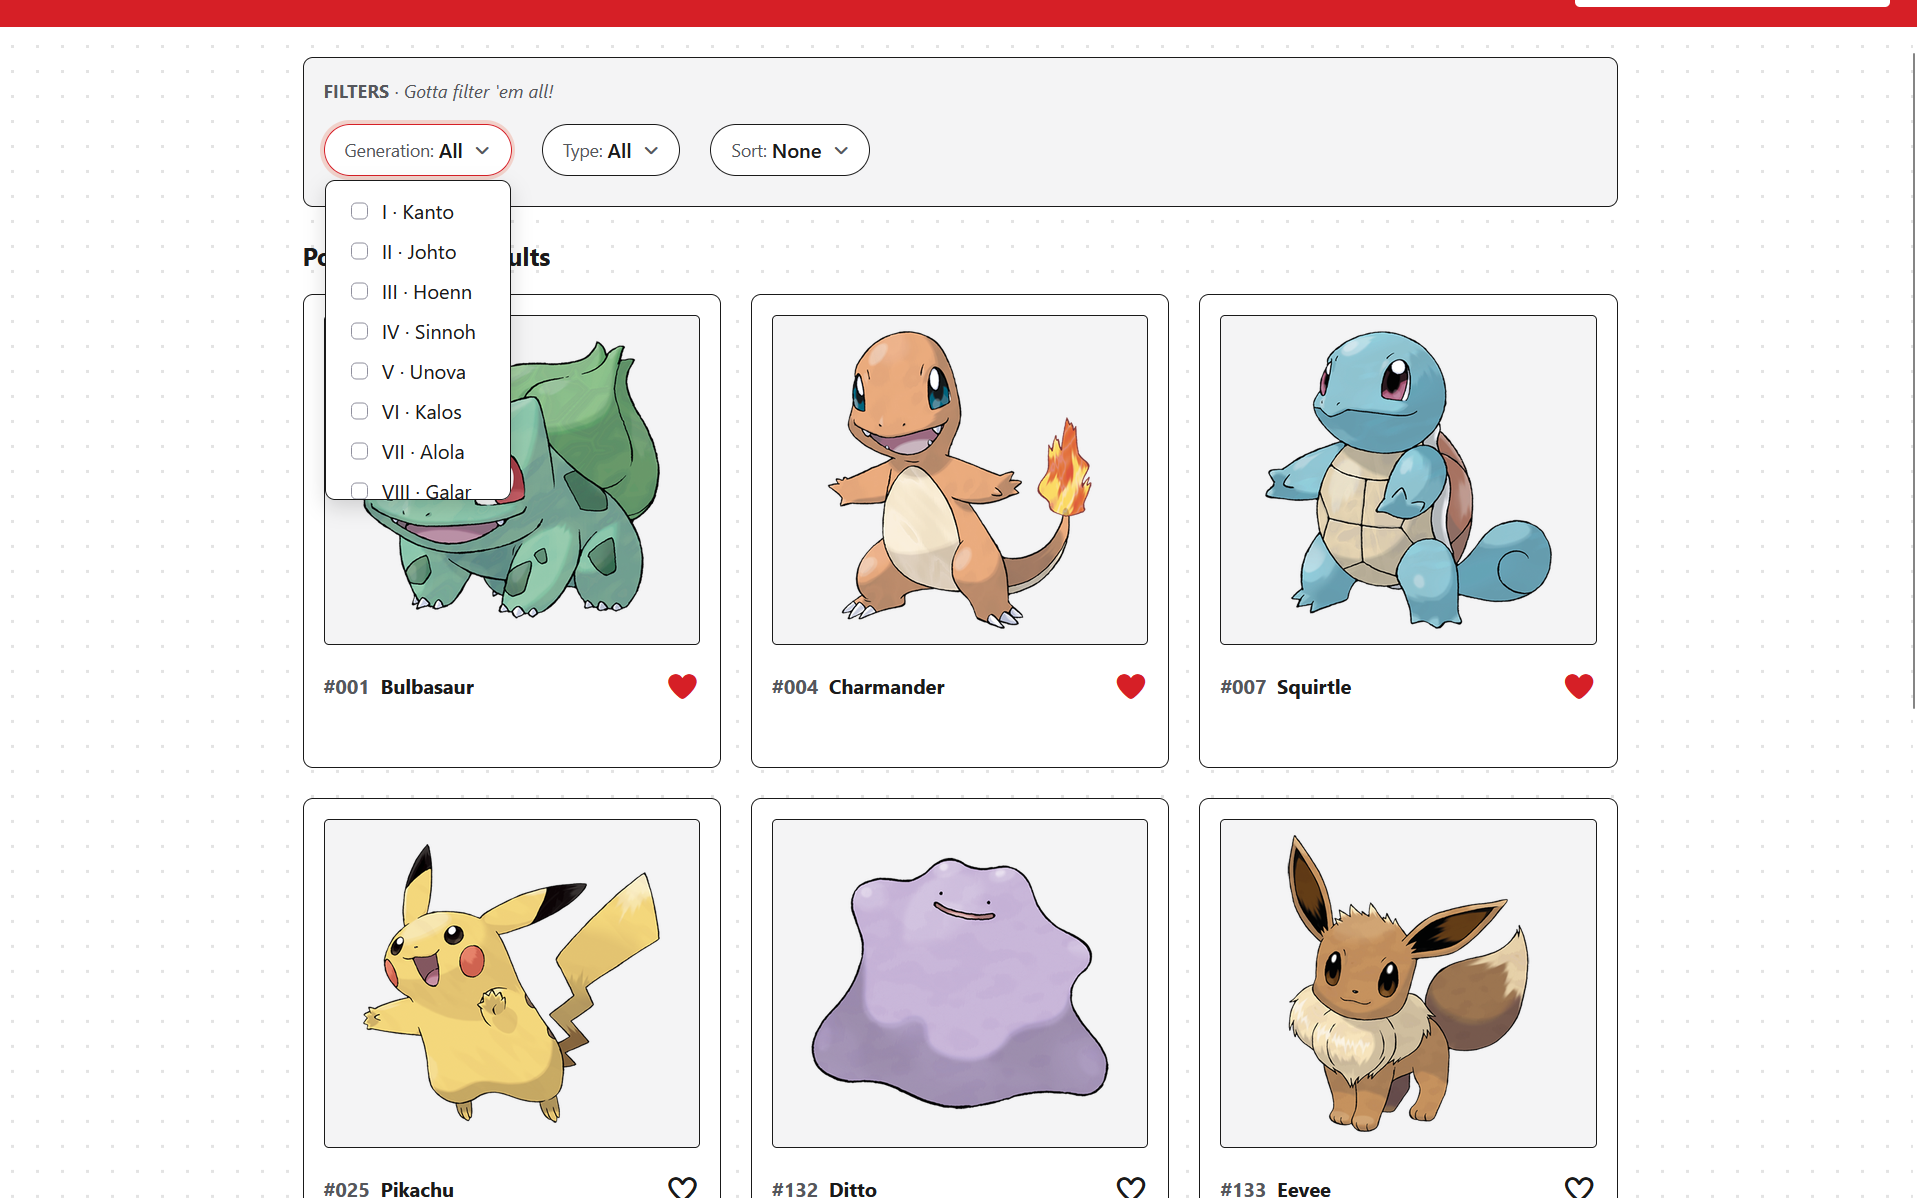 FILTERS · Gotta filter 'em all!
Generation: All
Type: All
Sort: None
I · Kanto
II · Johto
III · Hoenn
IV · Sinnoh
V · Unova
VI · Kalos
VII · Alola
VIII · Galar
#001 Bulbasaur
#004 Charmander
#007 Squirtle
#025 Pikachu
#132 Ditto
#133 Eevee